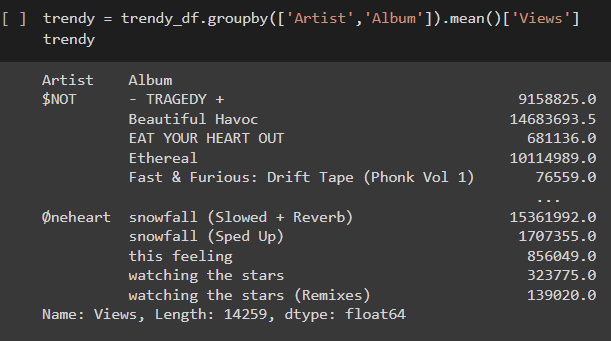 [ ] trendy = trendy_df.groupby(['Artist','Album']).mean()['Views']
trendy
Artist Album
$NOT - TRAGEDY + 9158825.0
Beautiful Havoc 14683693.5
EAT YOUR HEART OUT 681136.0
Ethereal 10114989.0
Fast & Furious: Drift Tape (Phonk Vol 1) 76559.0
...
Øneheart snowfall (Slowed + Reverb) 15361992.0
snowfall (Sped Up) 1707355.0
this feeling 856049.0
watching the stars 323775.0
watching the stars (Remixes) 139020.0
Name: Views, Length: 14259, dtype: float64